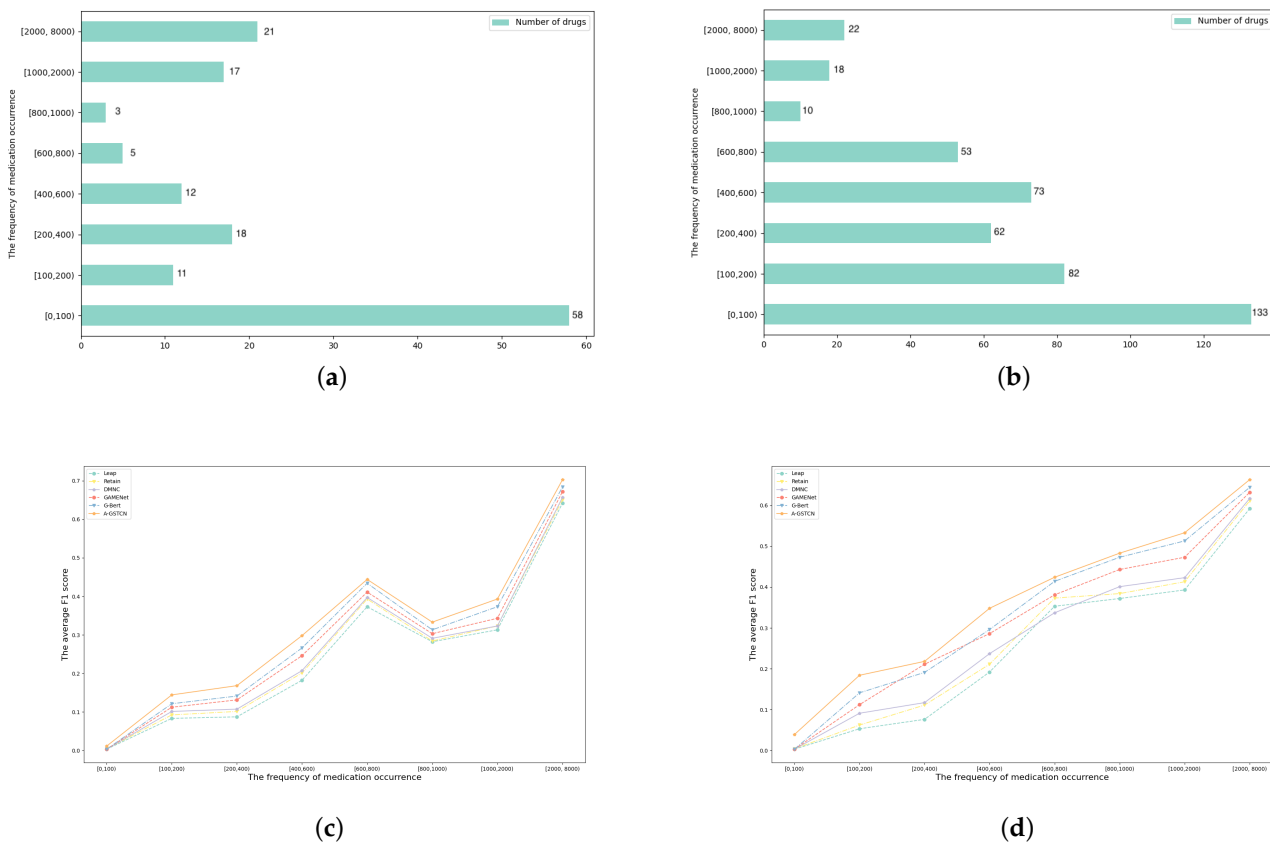 Number of drugs
The frequency of medication occurrence
[2000, 8000)
21
[1000,2000)
17
[800,1000)
3
[600,800)
5
[400,600)
12
[200,400)
18
[100,200)
11
[0,100)
58
0 10 20 30 40 50 60
(a)
Number of drugs
The frequency of medication occurrence
[2000, 8000)
22
[1000,2000)
18
[800,1000)
10
[600,800)
53
[400,600)
73
[200,400)
62
[100,200)
82
[0,100)
133
0 20 40 60 80 100 120
(b)
Leap
Retain
DMNC
GAMENet
G-Bert
A-GSTCN
The average F1 score
0.7
0.6
0.5
0.4
0.3
0.2
0.1
0.0
[0,100) [100,200) [200,400) [400,600) [600,800) [800,1000) [1000,2000) [2000, 8000)
The frequency of medication occurrence
(c)
Leap
Retain
DMNC
GAMENet
G-Bert
A-GSTCN
The average F1 score
0.6
0.5
0.4
0.3
0.2
0.1
0.0
[0,100) [100,200) [200,400) [400,600) [600,800) [800,1000) [1000,2000) [2000, 8000)
The frequency of medication occurrence
(d)